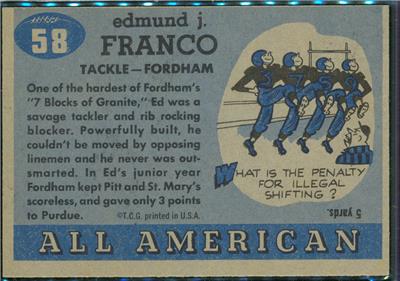 58
edmund j.
FRANCO
TACKLE—FORDHAM
One of the hardest of Fordham's
"7 Blocks of Granite," Ed was a
savage tackler and rib rocking
blocker. Powerfully built, he
couldn't be moved by opposing
linemen and he never was out-
smarted. In Ed's junior year
Fordham kept Pitt and St. Mary's
scoreless, and gave only 3 points
to Purdue.
©T.C.G. printed in U.S.A.
WHAT IS THE PENALTY
FOR ILLEGAL
SHIFTING?
5 yards.
ALL AMERICAN